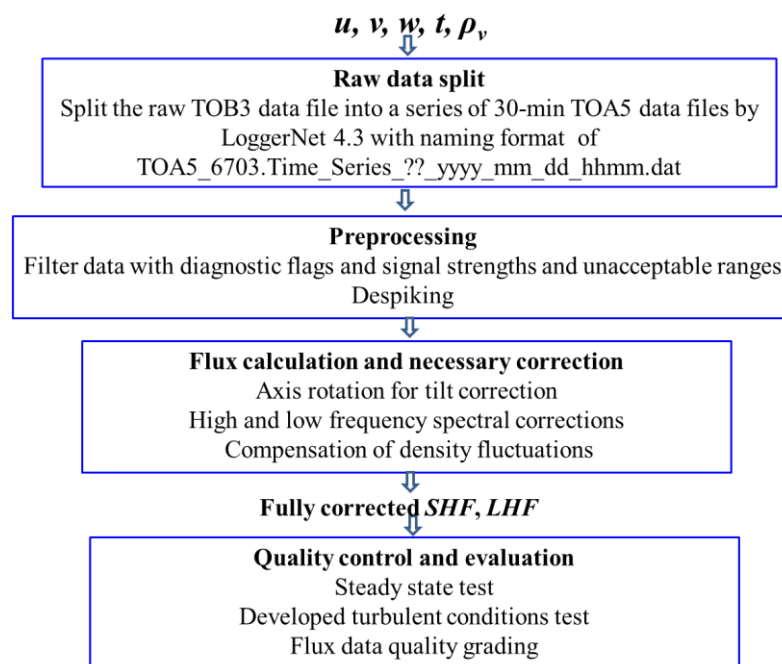 u, v, w, t, ρv
Raw data split
Split the raw TOB3 data file into a series of 30-min TOA5 data files by
LoggerNet 4.3 with naming format of
TOA5_6703.Time_Series_??_yyyy_mm_dd_hhmm.dat
Preprocessing
Filter data with diagnostic flags and signal strengths and unacceptable ranges
Despiking
Flux calculation and necessary correction
Axis rotation for tilt correction
High and low frequency spectral corrections
Compensation of density fluctuations
Fully corrected SHF, LHF
Quality control and evaluation
Steady state test
Developed turbulent conditions test
Flux data quality grading